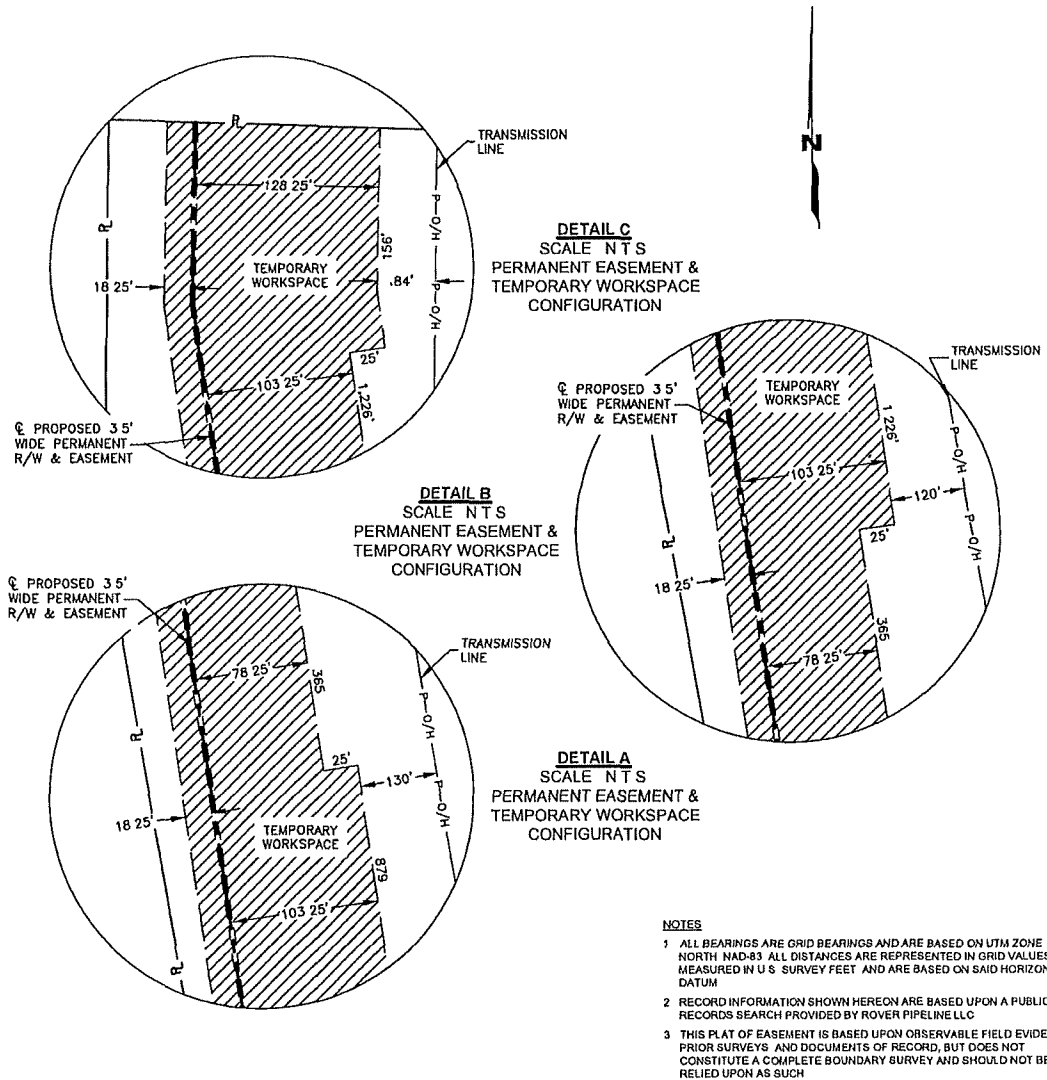 N
℄
TRANSMISSION
LINE
128 25'
℄
156'
P-O/H P-O/H
TEMPORARY
WORKSPACE
18 25'
.84'
25'
103 25'
1,226'
℄ PROPOSED 3 5'
WIDE PERMANENT
R/W & EASEMENT
DETAIL C
SCALE N T S
PERMANENT EASEMENT &
TEMPORARY WORKSPACE
CONFIGURATION
TRANSMISSION
LINE
℄ PROPOSED 3 5'
WIDE PERMANENT
R/W & EASEMENT
TEMPORARY
WORKSPACE
1 226'
P-O/H P-O/H
103 25'
120'
℄
25'
18 25'
365
78 25'
DETAIL B
SCALE N T S
PERMANENT EASEMENT &
TEMPORARY WORKSPACE
CONFIGURATION
℄ PROPOSED 3 5'
WIDE PERMANENT
R/W & EASEMENT
TRANSMISSION
LINE
78 25'
365
P-O/H P-O/H
℄
25'
130'
18 25'
TEMPORARY
WORKSPACE
879
103 25'
℄
DETAIL A
SCALE N T S
PERMANENT EASEMENT &
TEMPORARY WORKSPACE
CONFIGURATION
NOTES
1 ALL BEARINGS ARE GRID BEARINGS AND ARE BASED ON UTM ZONE
NORTH NAD-83 ALL DISTANCES ARE REPRESENTED IN GRID VALUES
MEASURED IN U S SURVEY FEET AND ARE BASED ON SAID HORIZON
DATUM
2 RECORD INFORMATION SHOWN HEREON ARE BASED UPON A PUBLIC
RECORDS SEARCH PROVIDED BY ROVER PIPELINE LLC
3 THIS PLAT OF EASEMENT IS BASED UPON OBSERVABLE FIELD EVIDE
PRIOR SURVEYS AND DOCUMENTS OF RECORD, BUT DOES NOT
CONSTITUTE A COMPLETE BOUNDARY SURVEY AND SHOULD NOT BE
RELIED UPON AS SUCH